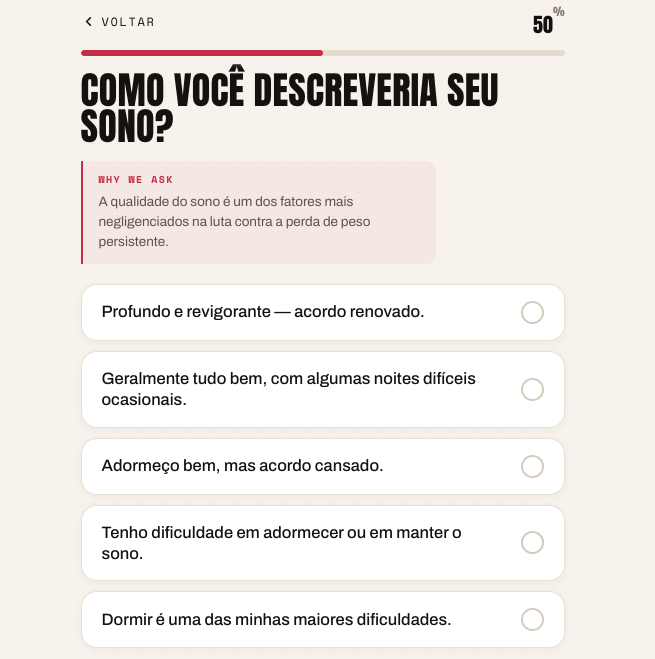 VOLTAR
50%
COMO VOCÊ DESCREVERIA SEU
SONO?
WHY WE ASK
A qualidade do sono é um dos fatores mais
negligenciados na luta contra a perda de peso
persistente.
Profundo e revigorante — acordo renovado.
Geralmente tudo bem, com algumas noites difíceis
ocasionais.
Adormeço bem, mas acordo cansado.
Tenho dificuldade em adormecer ou em manter o
sono.
Dormir é uma das minhas maiores dificuldades.